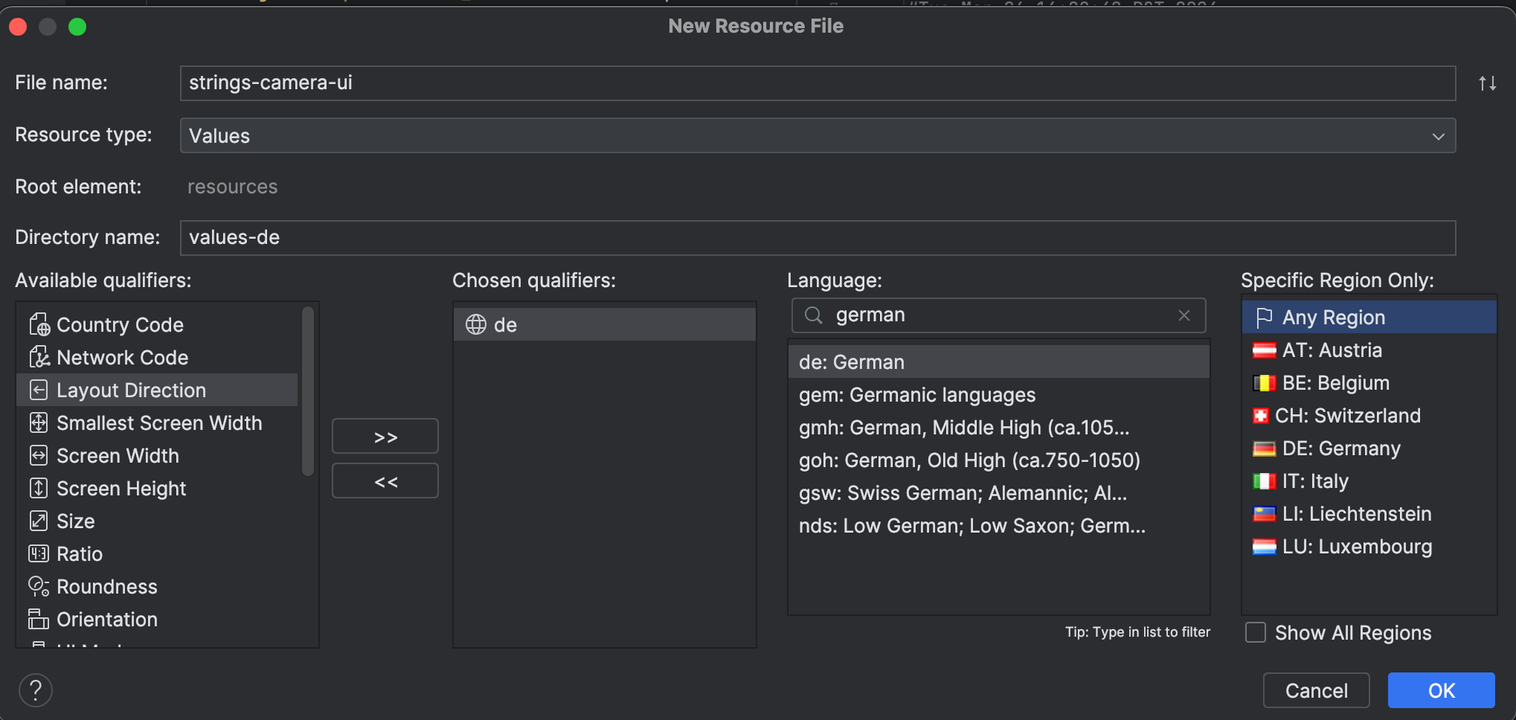 New Resource File
File name:
strings-camera-ui
Resource type:
Values
Root element:
resources
Directory name:
values-de
Available qualifiers:
Country Code
Network Code
Layout Direction
Smallest Screen Width
Screen Width
Screen Height
Size
Ratio
Roundness
Orientation
>>
<<
Chosen qualifiers:
de
Language:
german
de: German
gem: Germanic languages
gmh: German, Middle High (ca.105...
goh: German, Old High (ca.750-1050)
gsw: Swiss German; Alemannic; Al...
nds: Low German; Low Saxon; Germ...
Tip: Type in list to filter
Specific Region Only:
Any Region
AT: Austria
BE: Belgium
CH: Switzerland
DE: Germany
IT: Italy
LI: Liechtenstein
LU: Luxembourg
Show All Regions
?
Cancel
OK